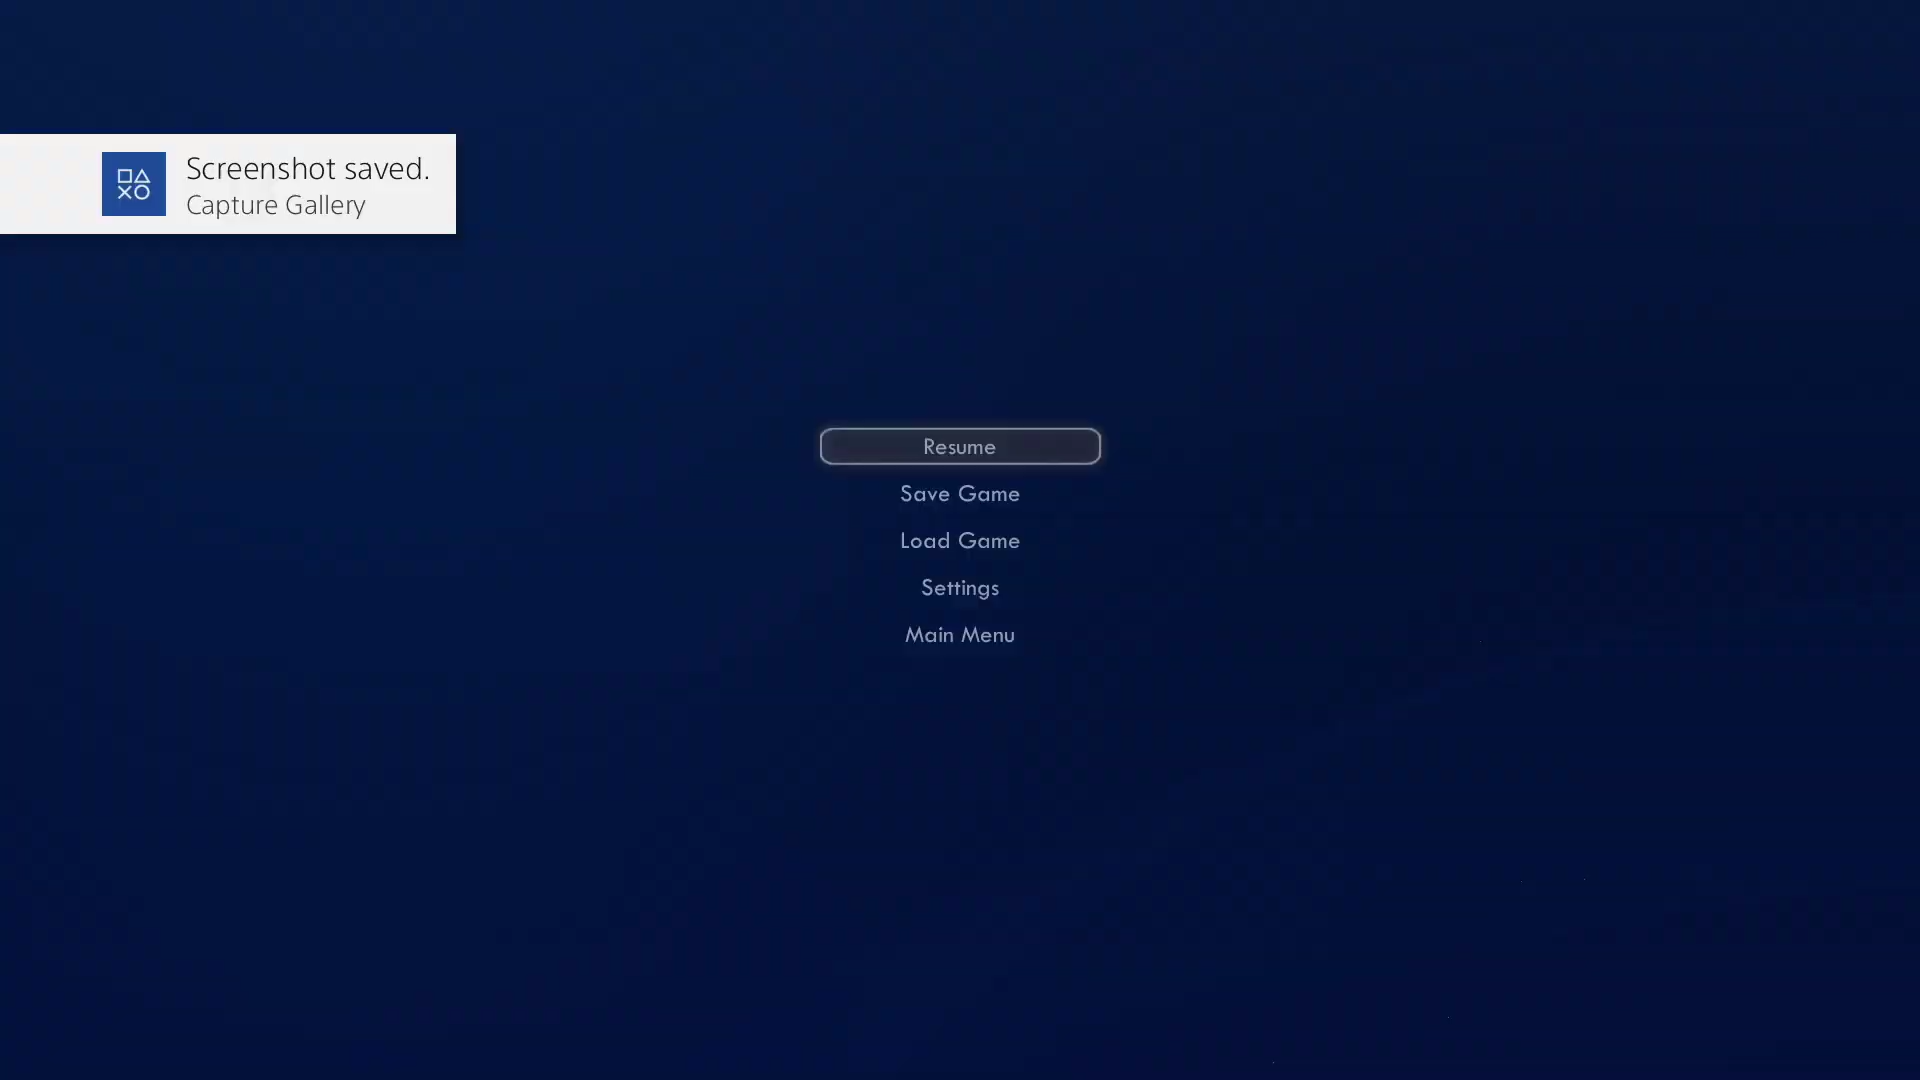 Screenshot saved.
Capture Gallery
Resume
Save Game
Load Game
Settings
Main Menu